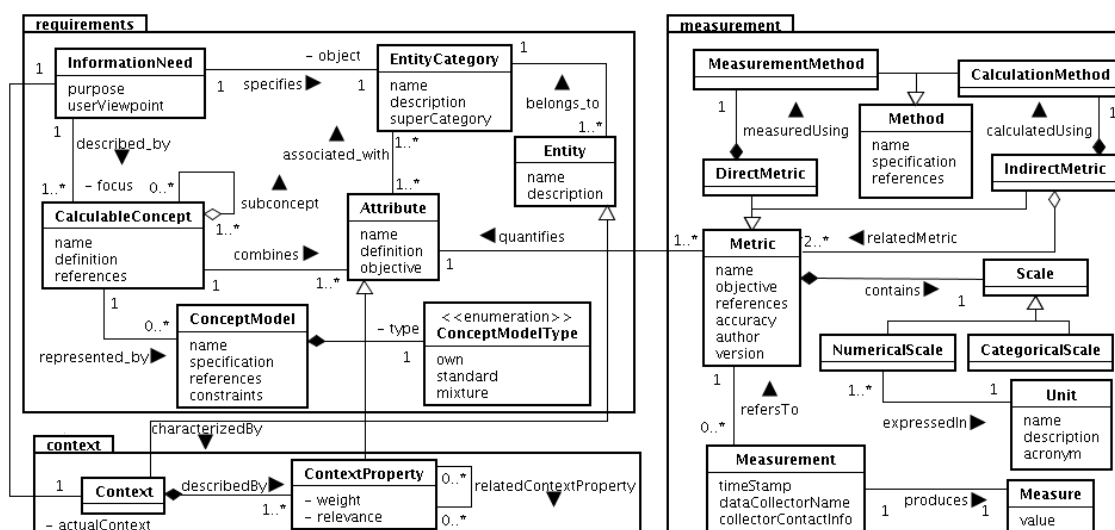 requirements
InformationNeed
purpose
userViewpoint
1
1
specifies
- object
1
EntityCategory
name
description
superCategory
1
belongs_to
1..*
Entity
name
description
1
described_by
1..*
- focus
0..*
1..*
subconcept
1..*
associated_with
1..*
CalculableConcept
name
definition
references
combines
1
1..*
Attribute
name
definition
objective
1
quantifies
1..*
1
0..*
represented_by
ConceptModel
name
specification
references
constraints
- type
1
<<enumeration>>
ConceptModelType
own
standard
mixture
characterizedBy
context
1
Context
- actualContext
describedBy
1..*
ContextProperty
- weight
- relevance
0..*
0..*
relatedContextProperty
measurement
MeasurementMethod
CalculationMethod
1
measuredUsing
Method
name
specification
references
calculatedUsing
1
DirectMetric
IndirectMetric
Metric
name
objective
references
accuracy
author
version
2..*
relatedMetric
contains
1
Scale
NumericalScale
CategoricalScale
1..*
1
expressedIn
Unit
name
description
acronym
1
refersTo
0..*
Measurement
timeStamp
dataCollectorName
collectorContactInfo
1
produces
1
Measure
value